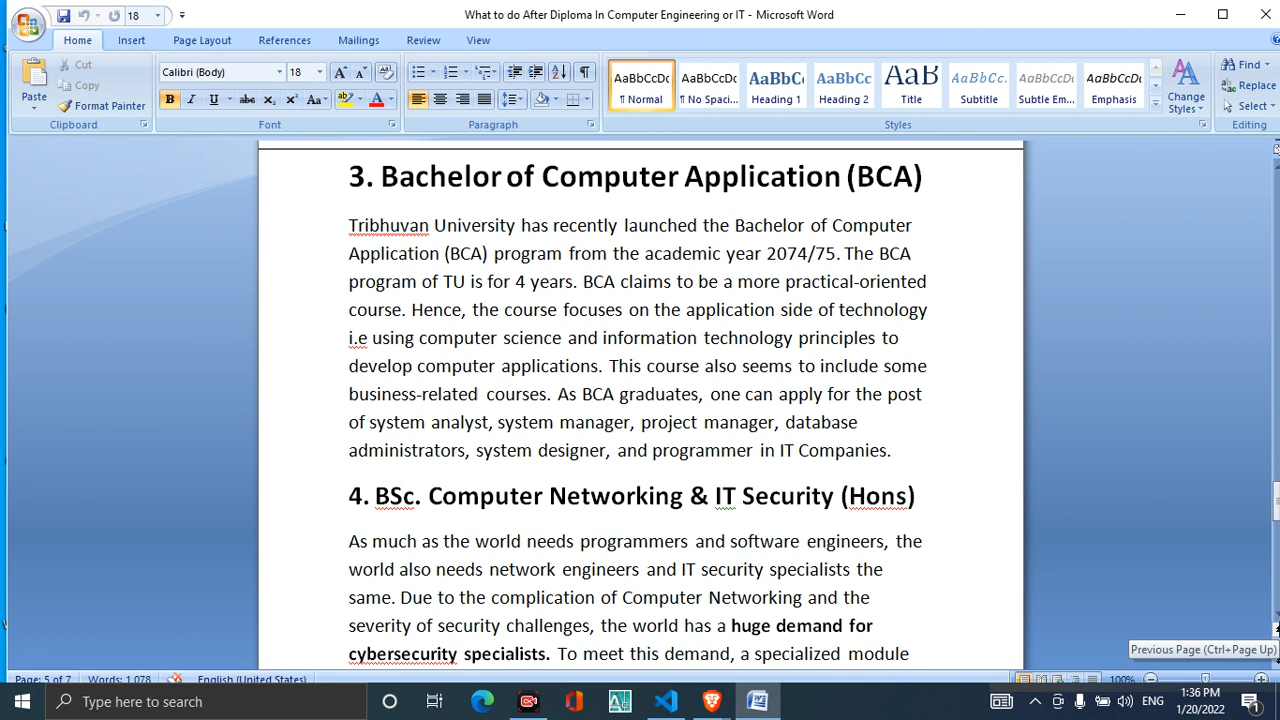 18
What to do After Diploma In Computer Engineering or IT - Microsoft Word
Home Insert Page Layout References Mailings Review View
Paste
Cut
Copy
Format Painter
Clipboard
Calibri (Body) 18
B I U abc x₂ x² Aa
Font
Paragraph
AaBbCcDc AaBbCcDc AaBbC AaBbCc AaB AaBbCc. AaBbCcDc AaBbCcDc
¶ Normal ¶ No Spaci... Heading 1 Heading 2 Title Subtitle Subtle Em... Emphasis
Styles
Change Styles
Find
Replace
Select
Editing
3. Bachelor of Computer Application (BCA)
Tribhuvan University has recently launched the Bachelor of Computer
Application (BCA) program from the academic year 2074/75. The BCA
program of TU is for 4 years. BCA claims to be a more practical-oriented
course. Hence, the course focuses on the application side of technology
i.e using computer science and information technology principles to
develop computer applications. This course also seems to include some
business-related courses. As BCA graduates, one can apply for the post
of system analyst, system manager, project manager, database
administrators, system designer, and programmer in IT Companies.
4. BSc. Computer Networking & IT Security (Hons)
As much as the world needs programmers and software engineers, the
world also needs network engineers and IT security specialists the
same. Due to the complication of Computer Networking and the
severity of security challenges, the world has a huge demand for
cybersecurity specialists. To meet this demand, a specialized module
Previous Page (Ctrl+Page Up)
Page: 5 of 7 Words: 1,078 English (United States) 100%
Type here to search
ENG
1:36 PM
1/20/2022